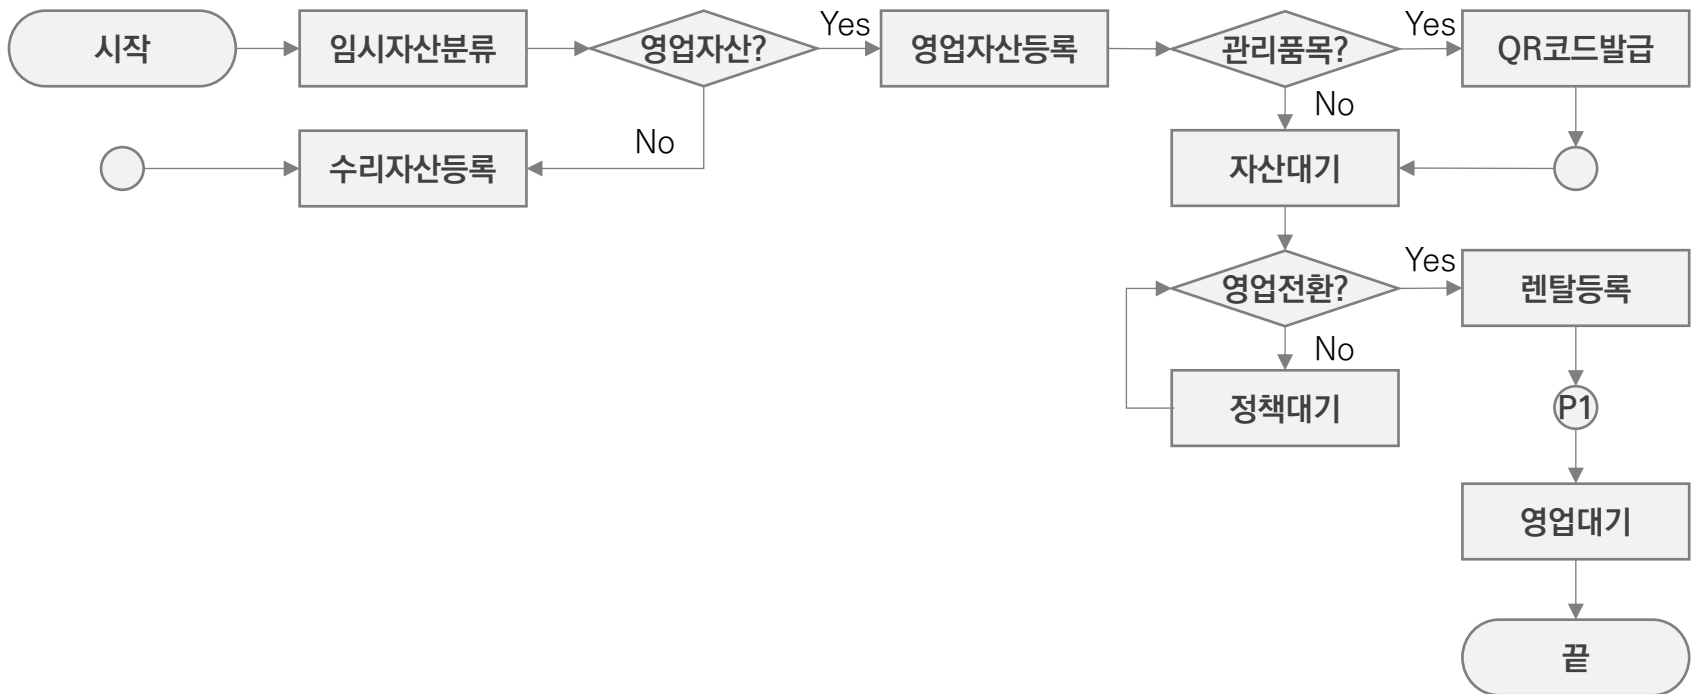 시작
임시자산분류
영업자산?
Yes
영업자산등록
관리품목?
Yes
QR코드발급
No
수리자산등록
No
자산대기
영업전환?
Yes
렌탈등록
No
정책대기
P1
영업대기
끝